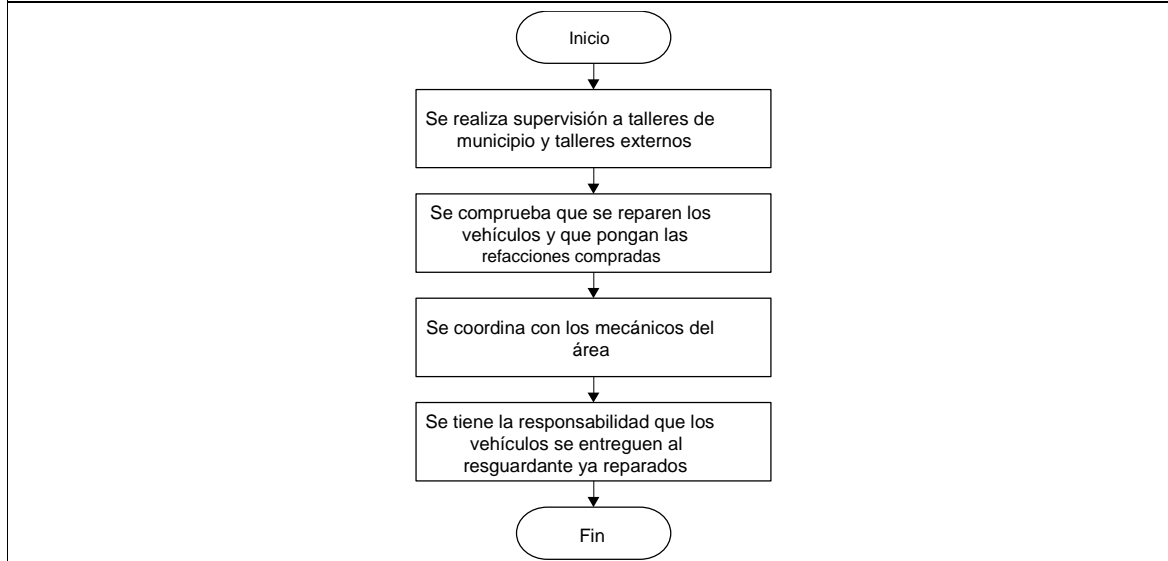 Inicio
Se realiza supervisión a talleres de
municipio y talleres externos
Se comprueba que se reparen los
vehículos y que pongan las
refacciones compradas
Se coordina con los mecánicos del
área
Se tiene la responsabilidad que los
vehículos se entreguen al
resguardante ya reparados
Fin